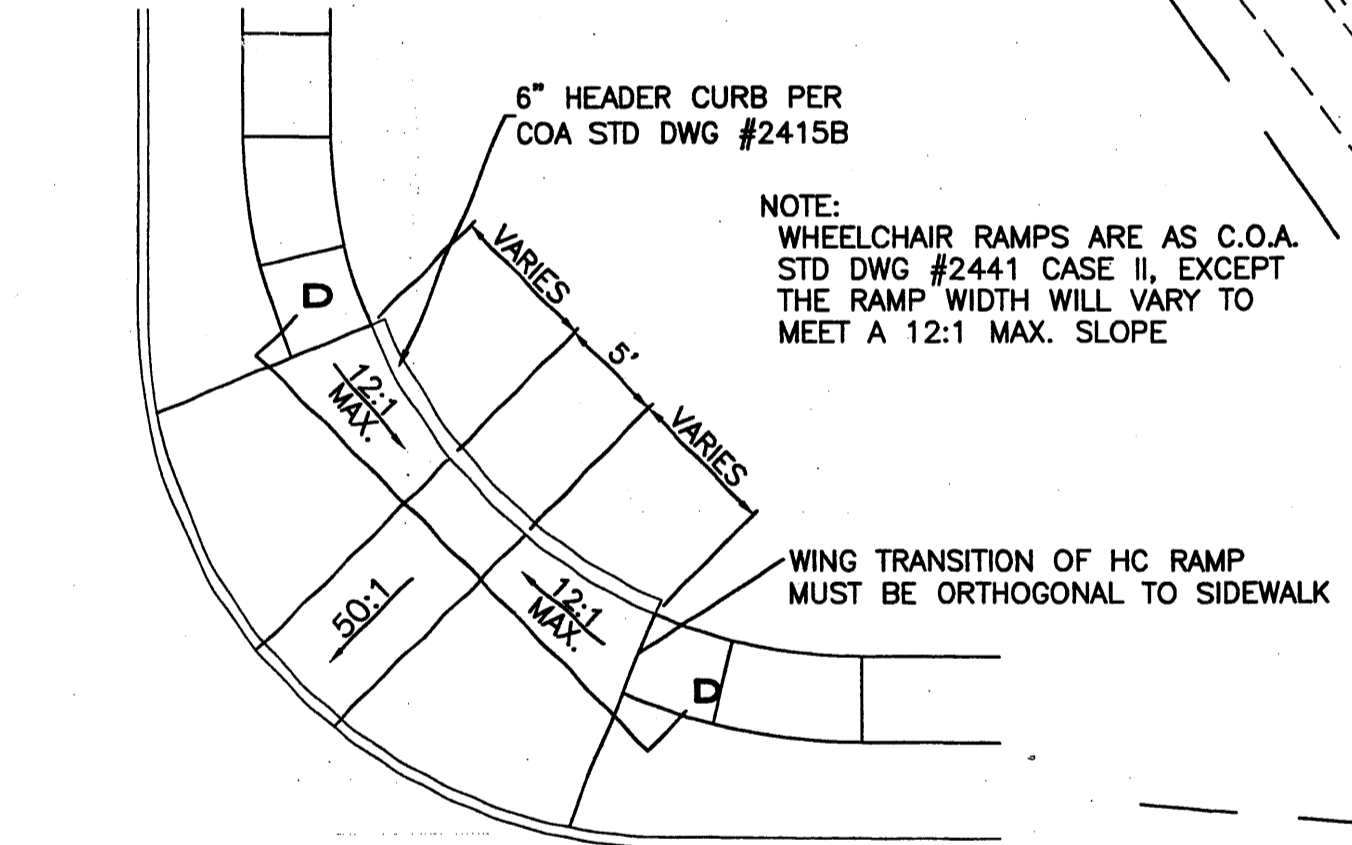 6" HEADER CURB PER
COA STD DWG #2415B
NOTE:
WHEELCHAIR RAMPS ARE AS C.O.A.
STD DWG #2441 CASE II, EXCEPT
THE RAMP WIDTH WILL VARY TO
MEET A 12:1 MAX. SLOPE
VARIES
5'
VARIES
D
12:1
MAX.
WING TRANSITION OF HC RAMP
MUST BE ORTHOGONAL TO SIDEWALK
12:1
MAX.
50:1
D